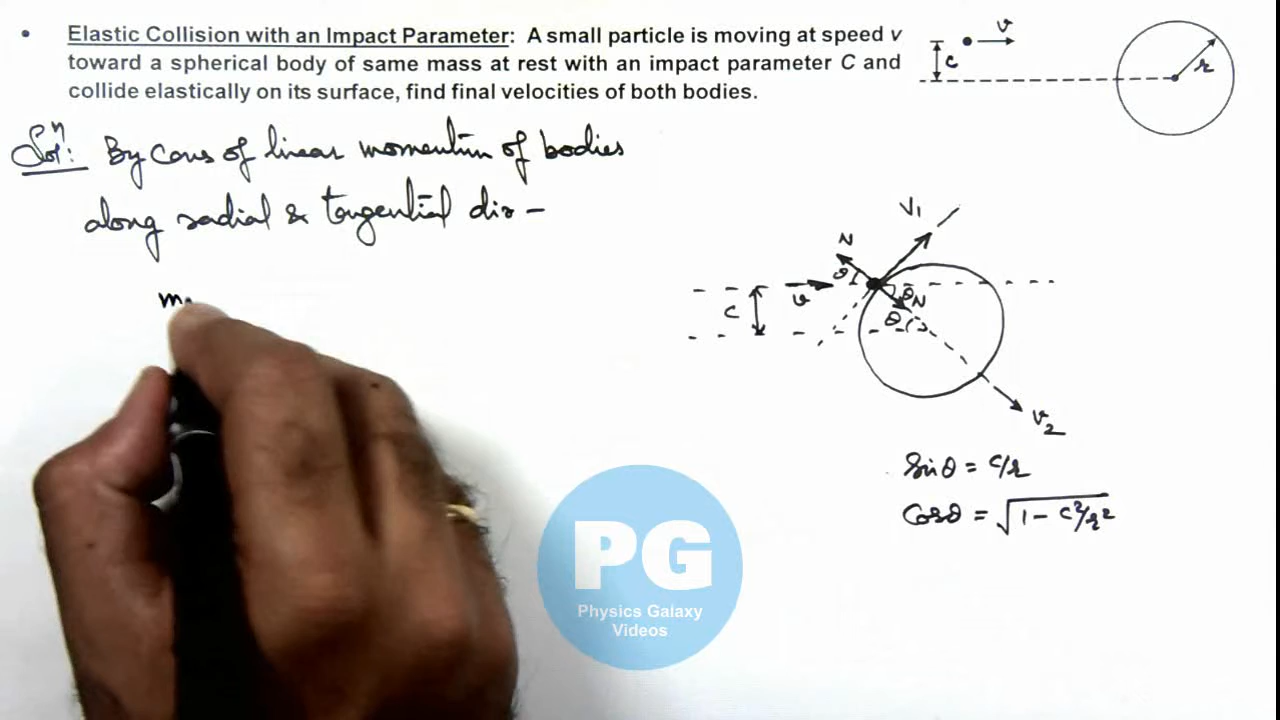 • Elastic Collision with an Impact Parameter: A small particle is moving at speed v
toward a spherical body of same mass at rest with an impact parameter C and
collide elastically on its surface, find final velocities of both bodies.
v
C
r
Solⁿ: By cons of linear momentum of bodies
along radial & tangential dir –
m
V₁
N
θ
v
C
θ
N
θ
v₂
Sinθ = c/r
Cosθ = √1 – c²/r²
PG
Physics Galaxy
Videos